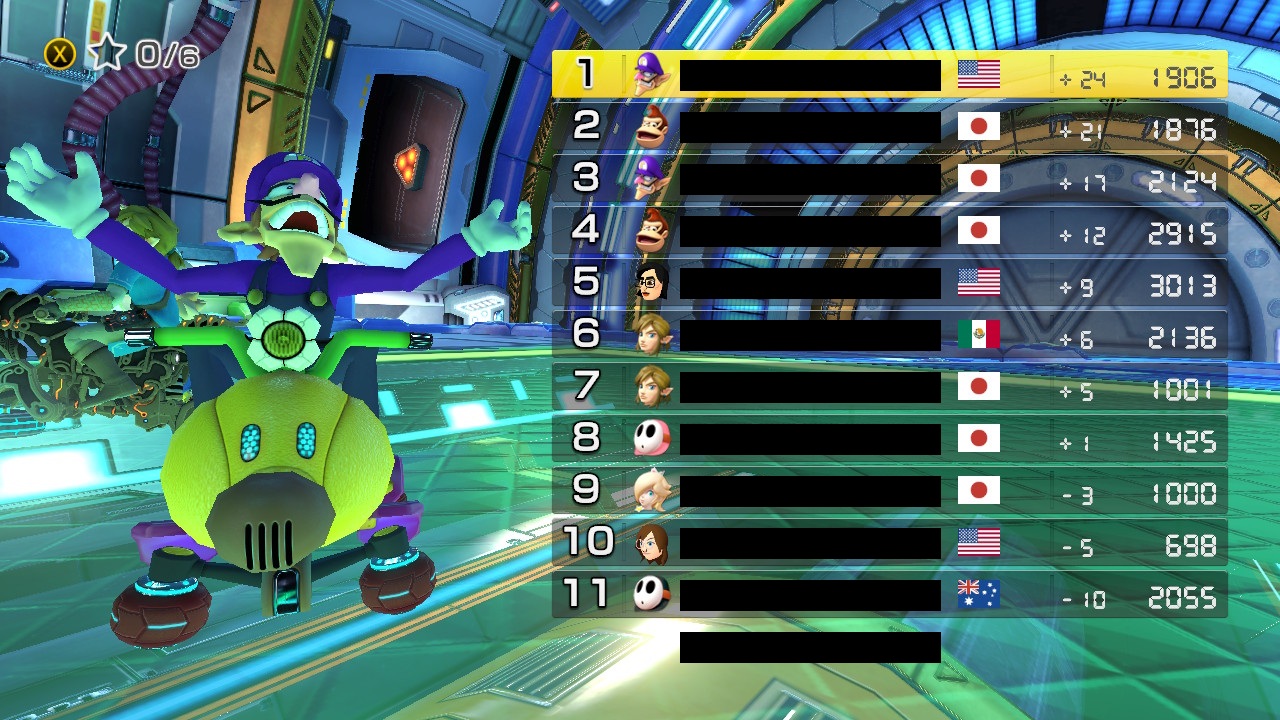 X 0/6
1 + 24 1906
2 + 21 1876
3 + 17 2124
4 + 12 2915
5 + 9 3013
6 + 6 2136
7 + 5 1001
8 + 1 1425
9 - 3 1000
10 - 5 698
11 - 10 2055